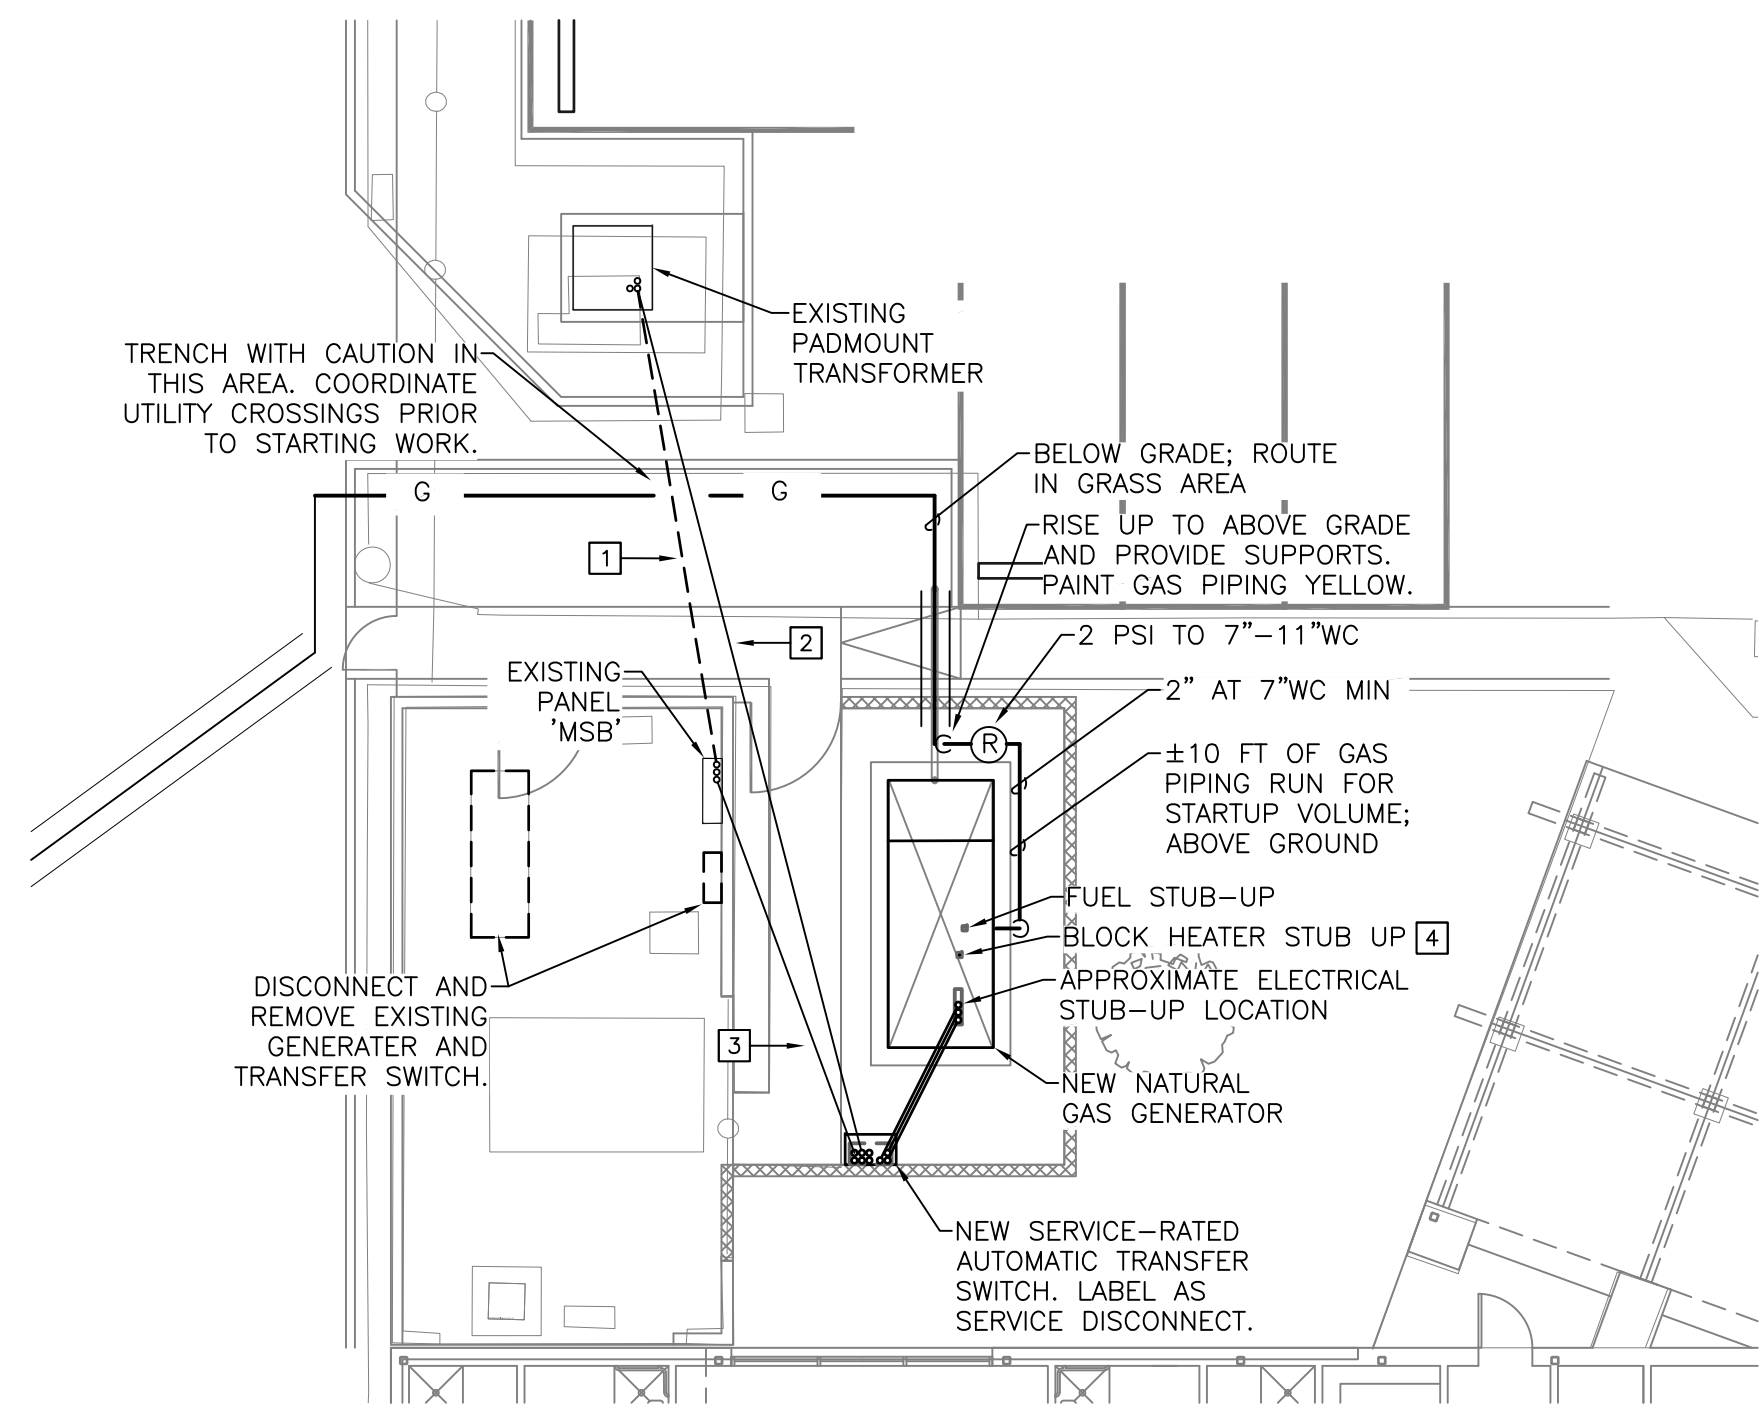 EXISTING
PADMOUNT
TRANSFORMER
TRENCH WITH CAUTION IN
THIS AREA. COORDINATE
UTILITY CROSSINGS PRIOR
TO STARTING WORK.
BELOW GRADE; ROUTE
IN GRASS AREA
G
G
RISE UP TO ABOVE GRADE
AND PROVIDE SUPPORTS.
PAINT GAS PIPING YELLOW.
1
2
2 PSI TO 7"-11"WC
EXISTING
PANEL
'MSB'
2" AT 7"WC MIN
R
±10 FT OF GAS
PIPING RUN FOR
STARTUP VOLUME;
ABOVE GROUND
FUEL STUB-UP
BLOCK HEATER STUB UP 4
APPROXIMATE ELECTRICAL
STUB-UP LOCATION
DISCONNECT AND
REMOVE EXISTING
GENERATER AND
TRANSFER SWITCH.
3
NEW NATURAL
GAS GENERATOR
NEW SERVICE-RATED
AUTOMATIC TRANSFER
SWITCH. LABEL AS
SERVICE DISCONNECT.